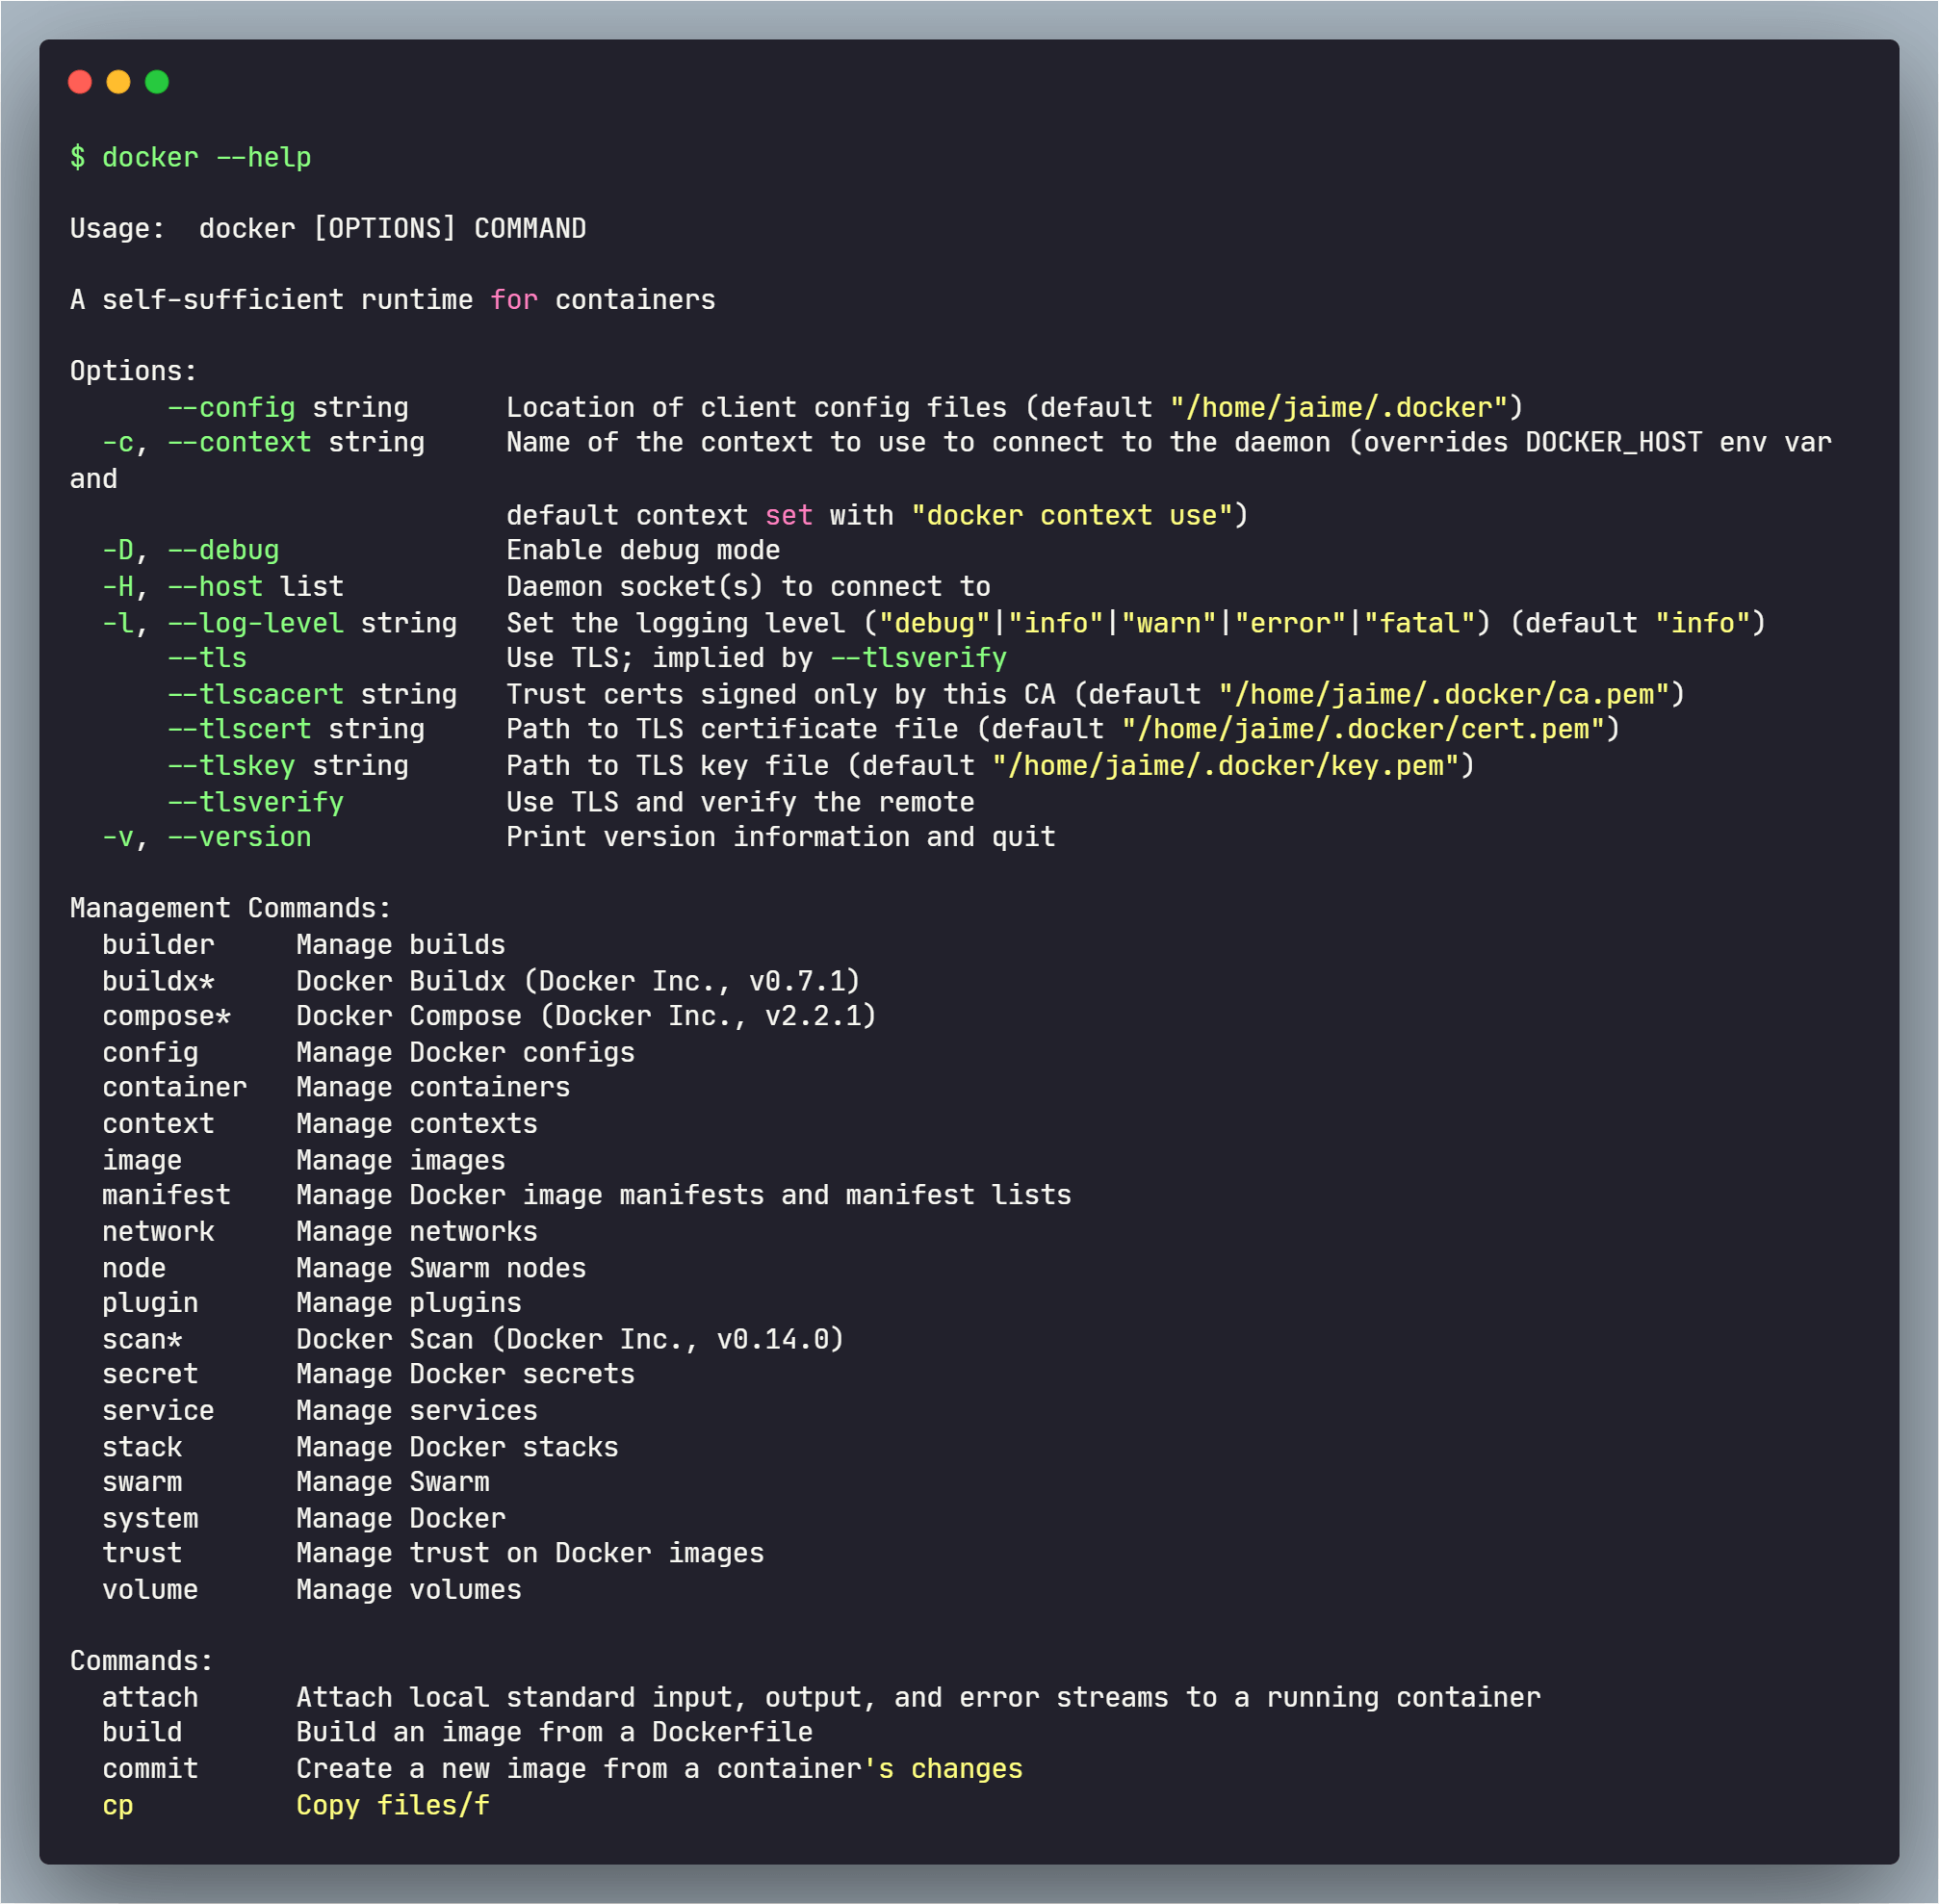 $ docker --help

Usage:  docker [OPTIONS] COMMAND

A self-sufficient runtime for containers

Options:
      --config string      Location of client config files (default "/home/jaime/.docker")
  -c, --context string     Name of the context to use to connect to the daemon (overrides DOCKER_HOST env var
and
                           default context set with "docker context use")
  -D, --debug              Enable debug mode
  -H, --host list          Daemon socket(s) to connect to
  -l, --log-level string   Set the logging level ("debug"|"info"|"warn"|"error"|"fatal") (default "info")
      --tls                Use TLS; implied by --tlsverify
      --tlscacert string   Trust certs signed only by this CA (default "/home/jaime/.docker/ca.pem")
      --tlscert string     Path to TLS certificate file (default "/home/jaime/.docker/cert.pem")
      --tlskey string      Path to TLS key file (default "/home/jaime/.docker/key.pem")
      --tlsverify          Use TLS and verify the remote
  -v, --version            Print version information and quit

Management Commands:
  builder     Manage builds
  buildx*     Docker Buildx (Docker Inc., v0.7.1)
  compose*    Docker Compose (Docker Inc., v2.2.1)
  config      Manage Docker configs
  container   Manage containers
  context     Manage contexts
  image       Manage images
  manifest    Manage Docker image manifests and manifest lists
  network     Manage networks
  node        Manage Swarm nodes
  plugin      Manage plugins
  scan*       Docker Scan (Docker Inc., v0.14.0)
  secret      Manage Docker secrets
  service     Manage services
  stack       Manage Docker stacks
  swarm       Manage Swarm
  system      Manage Docker
  trust       Manage trust on Docker images
  volume      Manage volumes

Commands:
  attach      Attach local standard input, output, and error streams to a running container
  build       Build an image from a Dockerfile
  commit      Create a new image from a container's changes
  cp          Copy files/f